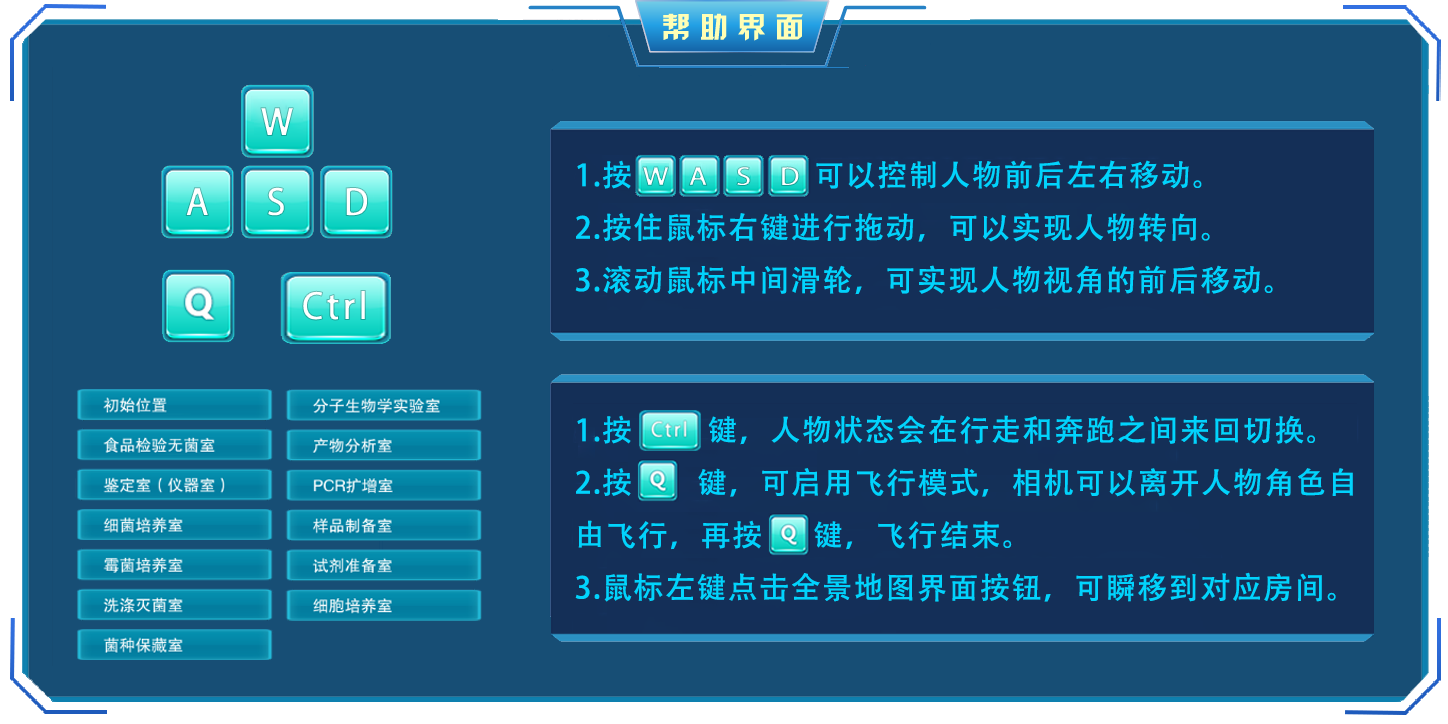 帮助界面
W
A S D
Q Ctrl
初始位置
分子生物学实验室
食品检验无菌室
产物分析室
鉴定室（仪器室）
PCR扩增室
细菌培养室
样品制备室
霉菌培养室
试剂准备室
洗涤灭菌室
细胞培养室
菌种保藏室
1.按 W A S D 可以控制人物前后左右移动。
2.按住鼠标右键进行拖动，可以实现人物转向。
3.滚动鼠标中间滑轮，可实现人物视角的前后移动。
1.按 Ctrl 键，人物状态会在行走和奔跑之间来回切换。
2.按 Q 键，可启用飞行模式，相机可以离开人物角色自
由飞行，再按 Q 键，飞行结束。
3.鼠标左键点击全景地图界面按钮，可瞬移到对应房间。